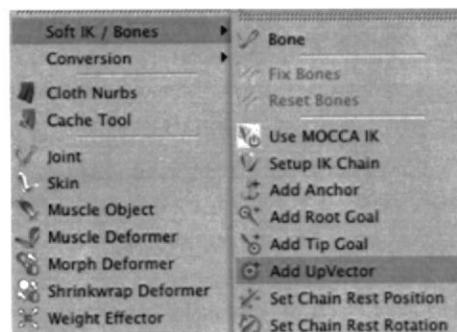 Soft IK / Bones
Conversion
Cloth Nurbs
Cache Tool
Joint
Skin
Muscle Object
Muscle Deformer
Morph Deformer
Shrinkwrap Deformer
Weight Effector
Bone
Fix Bones
Reset Bones
Use MOCCA IK
Setup IK Chain
Add Anchor
Add Root Goal
Add Tip Goal
Add UpVector
Set Chain Rest Position
Set Chain Rest Rotation